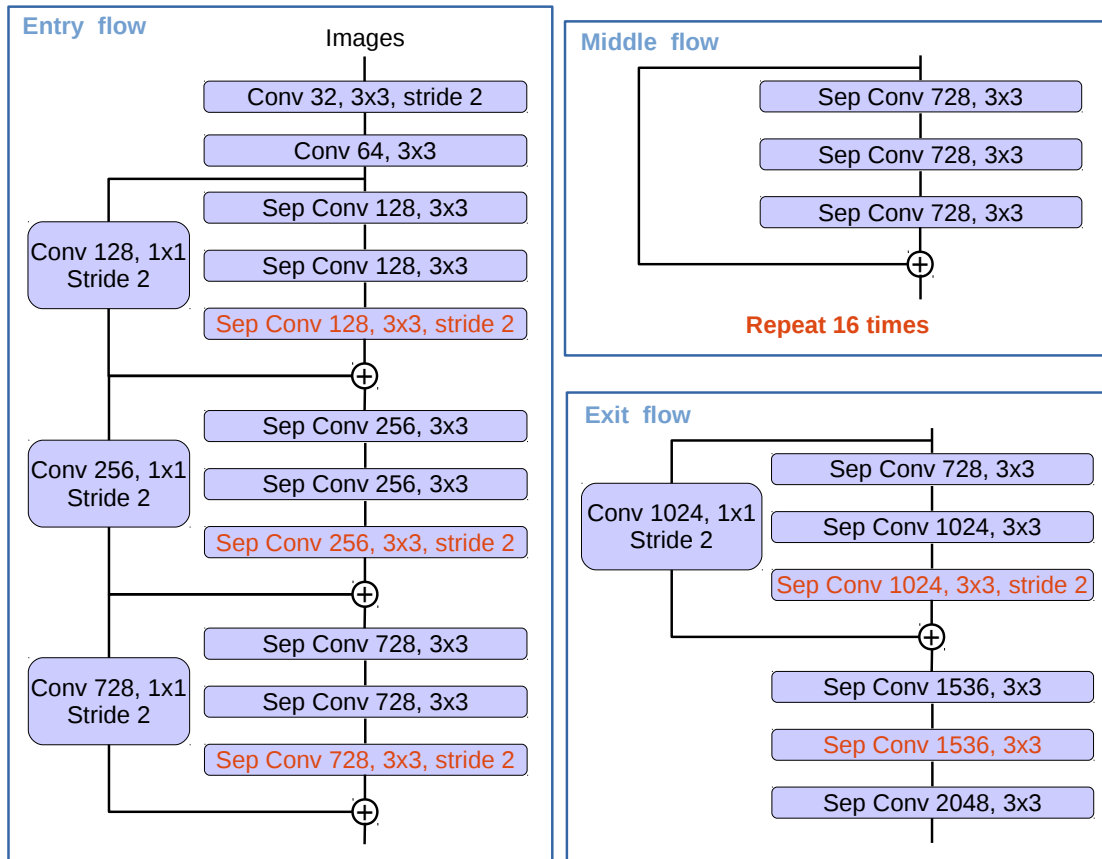 Entry flow
Images
Conv 32, 3x3, stride 2
Conv 64, 3x3
Sep Conv 128, 3x3
Conv 128, 1x1
Stride 2
Sep Conv 128, 3x3
Sep Conv 128, 3x3, stride 2
+
Sep Conv 256, 3x3
Conv 256, 1x1
Stride 2
Sep Conv 256, 3x3
Sep Conv 256, 3x3, stride 2
+
Sep Conv 728, 3x3
Conv 728, 1x1
Stride 2
Sep Conv 728, 3x3
Sep Conv 728, 3x3, stride 2
+
Middle flow
Sep Conv 728, 3x3
Sep Conv 728, 3x3
Sep Conv 728, 3x3
+
Repeat 16 times
Exit flow
Sep Conv 728, 3x3
Conv 1024, 1x1
Stride 2
Sep Conv 1024, 3x3
Sep Conv 1024, 3x3, stride 2
+
Sep Conv 1536, 3x3
Sep Conv 1536, 3x3
Sep Conv 2048, 3x3